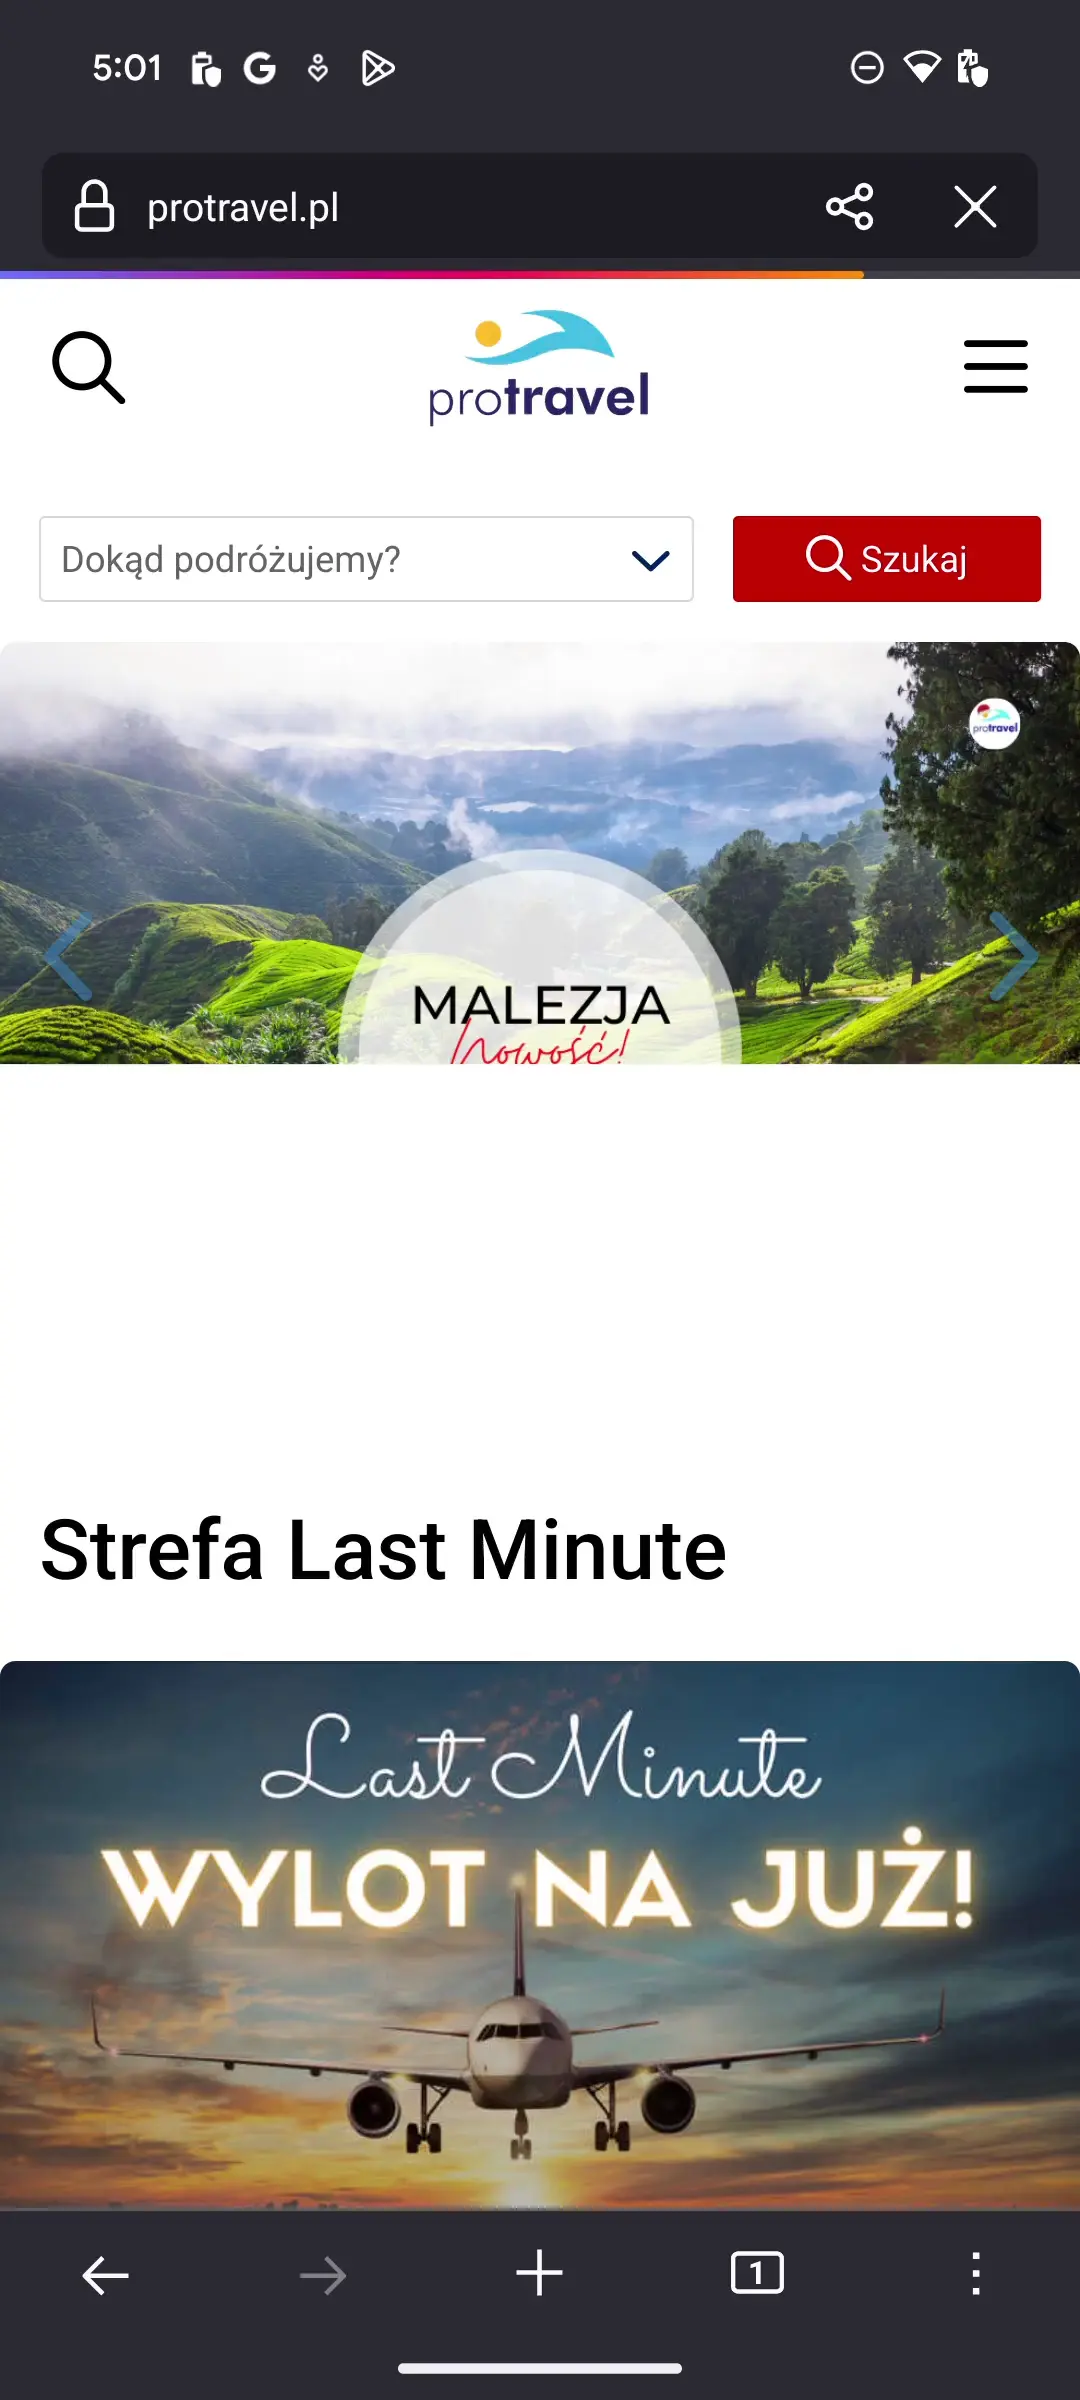 5:01
protravel.pl
protravel
Dokąd podróżujemy?
Szukaj
protravel
MALEZJA
nowość!
Strefa Last Minute
Last Minute
WYLOT NA JUŻ!
1